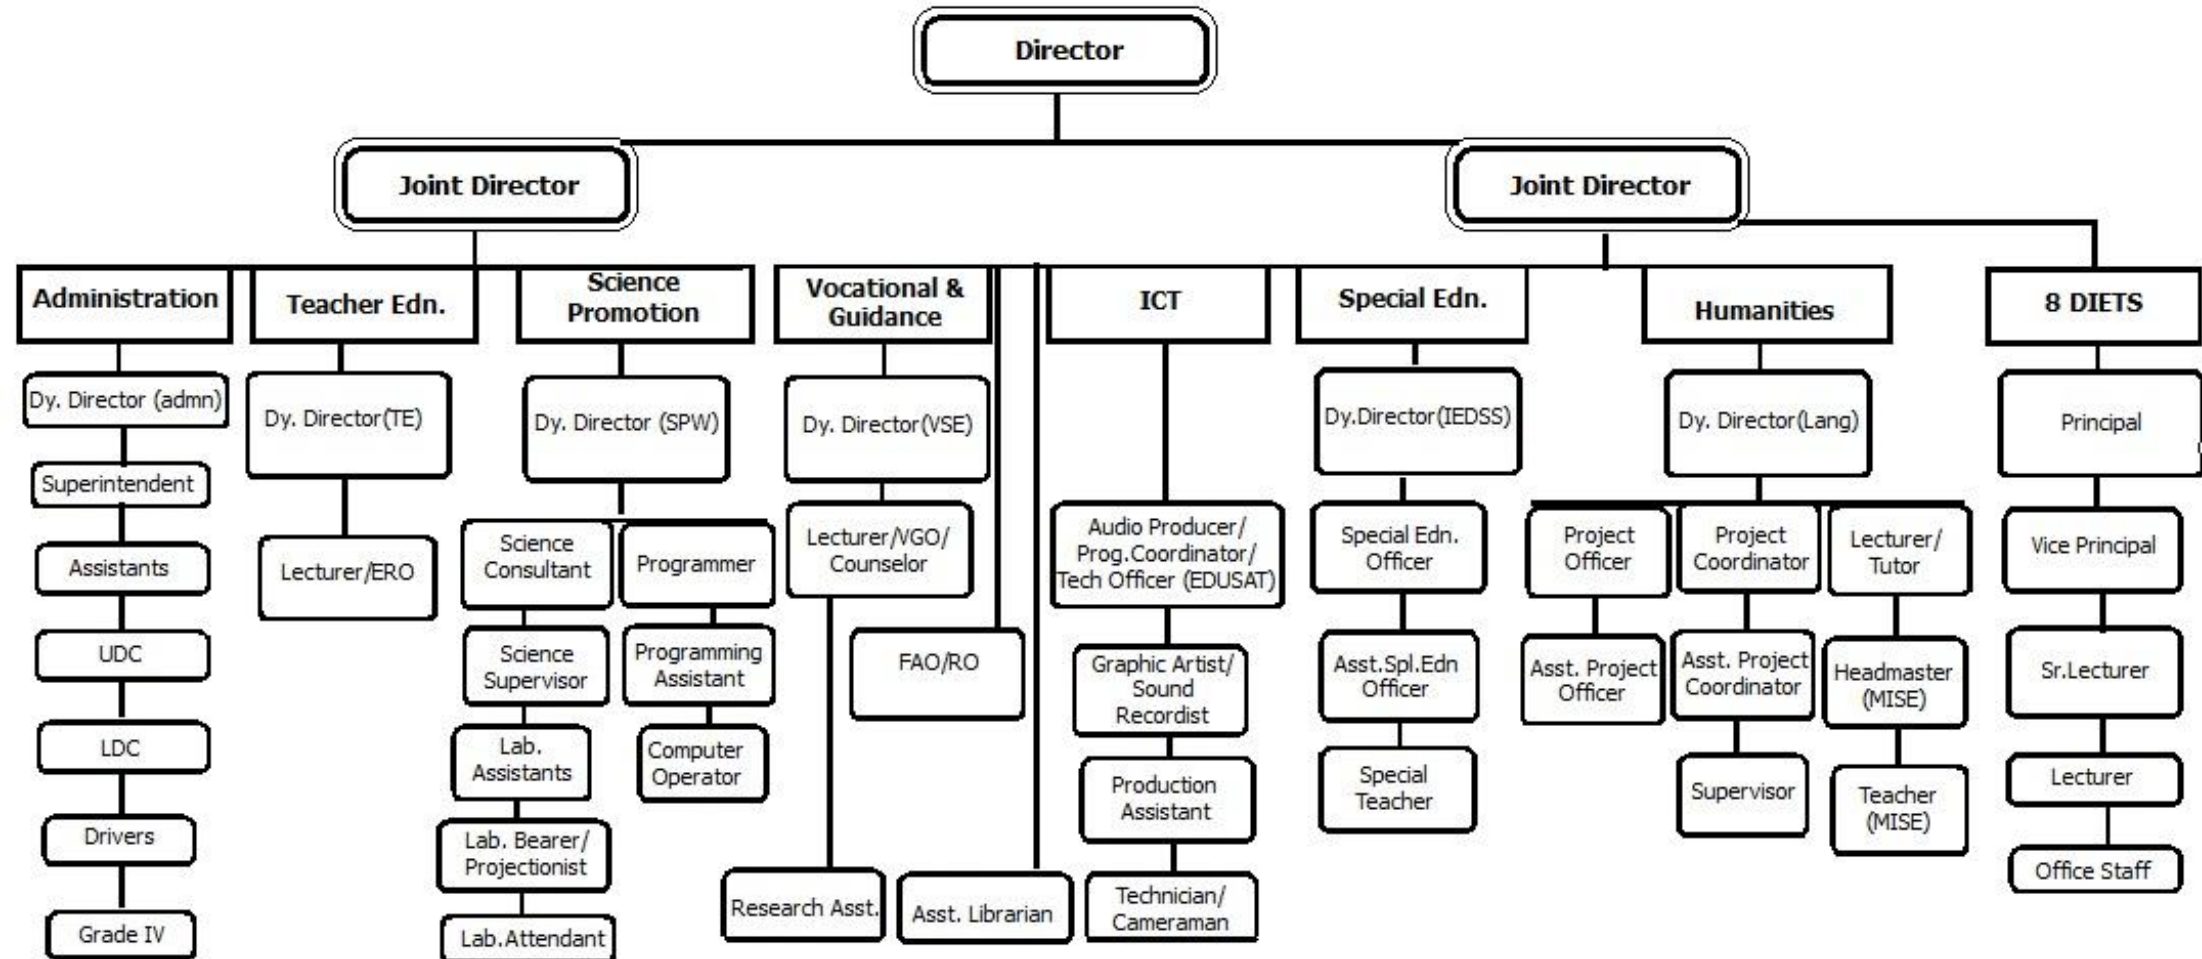 Director
Joint Director
Joint Director
Administration
Teacher Edn.
Science
Promotion
Vocational &
Guidance
ICT
Special Edn.
Humanities
8 DIETS
Dy. Director (admn)
Superintendent
Assistants
UDC
LDC
Drivers
Grade IV
Dy. Director(TE)
Lecturer/ERO
Dy. Director (SPW)
Science
Consultant
Science
Supervisor
Lab.
Assistants
Lab. Bearer/
Projectionist
Lab.Attendant
Programmer
Programming
Assistant
Computer
Operator
Dy. Director(VSE)
Lecturer/VGO/
Counselor
Research Asst.
FAO/RO
Asst. Librarian
Audio Producer/
Prog.Coordinator/
Tech Officer (EDUSAT)
Graphic Artist/
Sound
Recordist
Production
Assistant
Technician/
Cameraman
Dy.Director(IEDSS)
Special Edn.
Officer
Asst.Spl.Edn
Officer
Special
Teacher
Dy. Director(Lang)
Project
Officer
Asst. Project
Officer
Project
Coordinator
Asst. Project
Coordinator
Supervisor
Lecturer/
Tutor
Headmaster
(MISE)
Teacher
(MISE)
Principal
Vice Principal
Sr.Lecturer
Lecturer
Office Staff